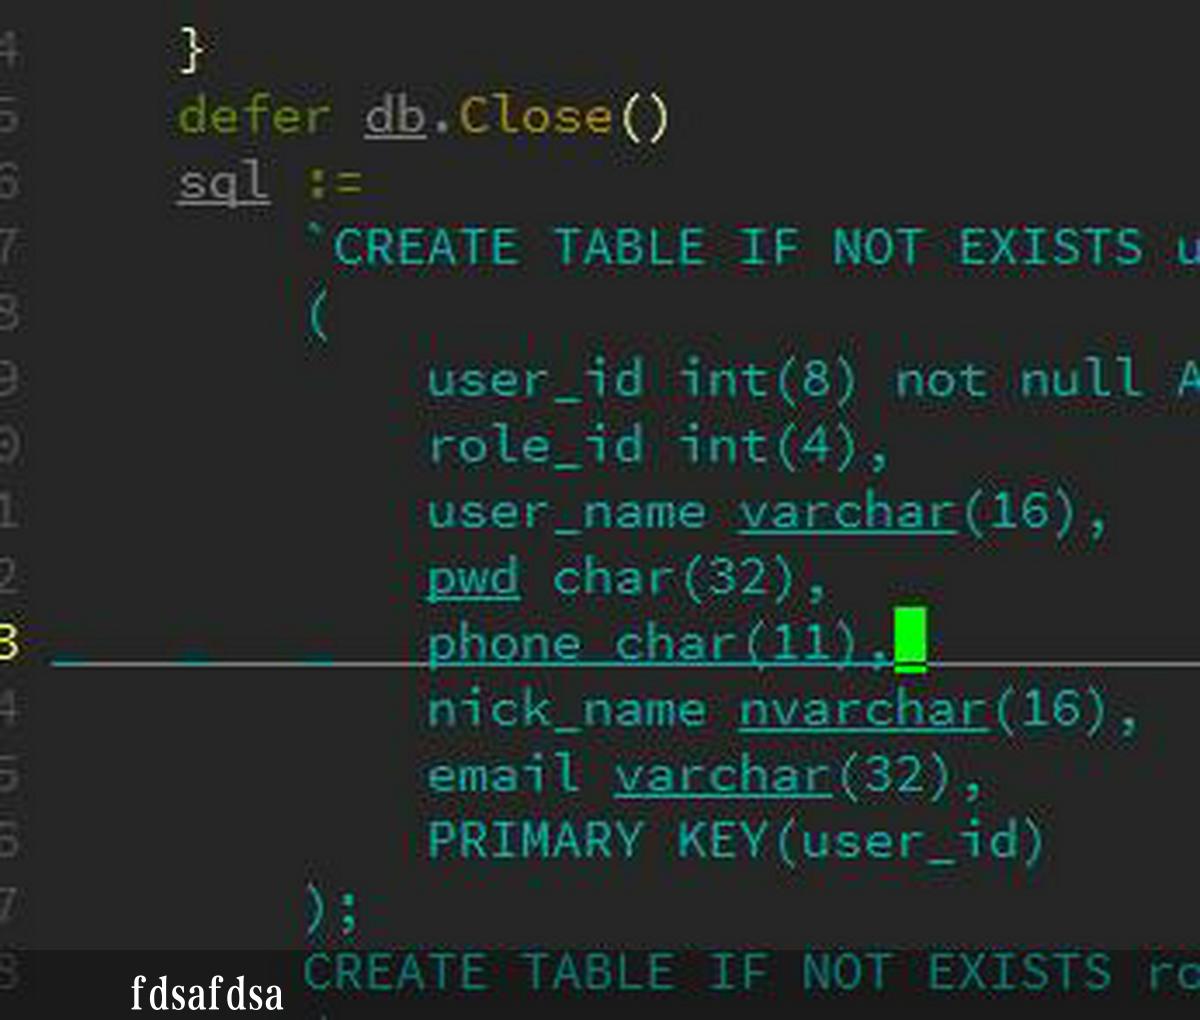 4 }
5 defer db.Close()
6 sql :=
7 `CREATE TABLE IF NOT EXISTS
8 (
9 user_id int(8) not null
0 role_id int(4),
1 user_name varchar(16),
2 pwd char(32),
3 phone char(11),
4 nick_name nvarchar(16),
5 email varchar(32),
6 PRIMARY KEY(user_id)
7 );
8 CREATE TABLE IF NOT EXISTS
fdsafdsa